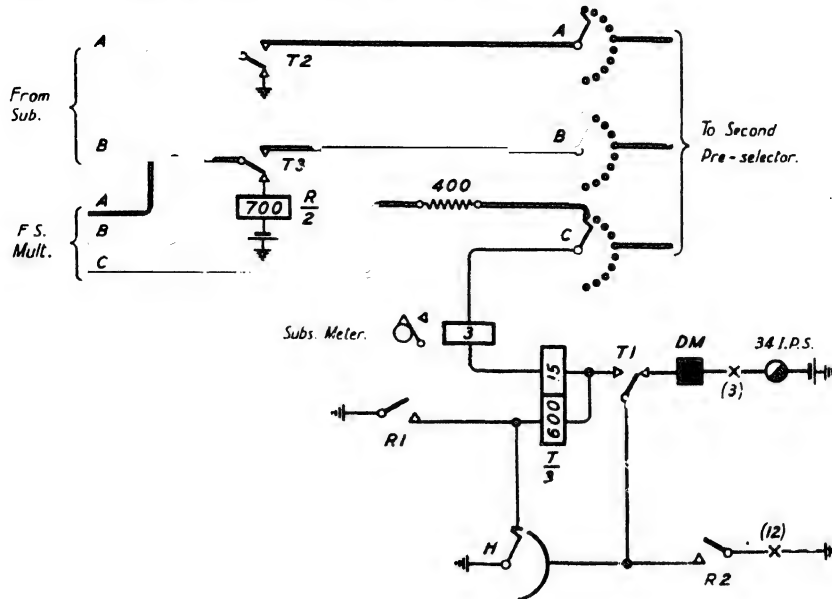 A
T2
A
From
Sub.
B
T3
B
To Second
Pre-selector.
A
F.S.
Mult.
B
C
700
R
2
400
C
Subs. Meter.
3
15
600
T
3
T1
DM
34 I.P.S.
(3)
R1
H
R2
(12)